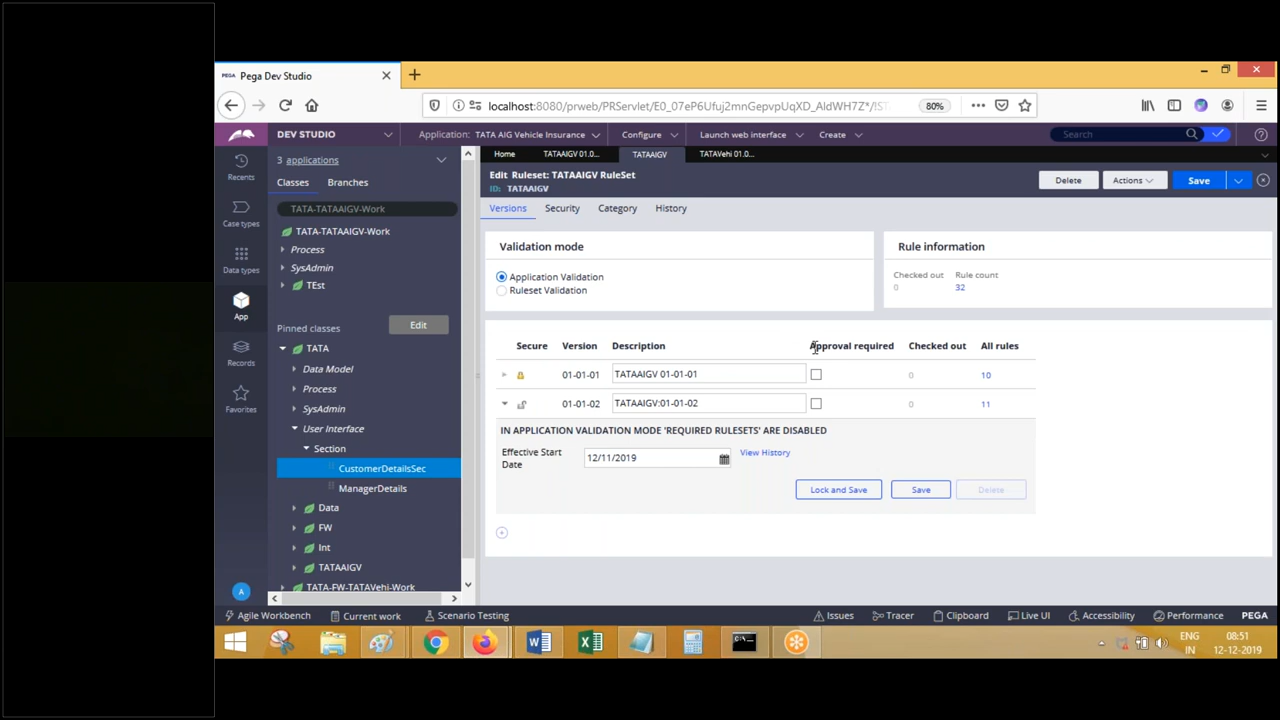 PEGA Pega Dev Studio
localhost:8080/prweb/PRServlet/E0_07eP6Ufuj2mnGepvpUqXD_AldWH7Z*/!ST
80%
DEV STUDIO
Application: TATA AIG Vehicle Insurance
Configure
Launch web interface
Create
Search
Recents
Case types
Data types
App
Records
Favorites
A
3 applications
Classes Branches
TATA-TATAAIGV-Work
TATA-TATAAIGV-Work
Process
SysAdmin
TEst
Pinned classes
Edit
TATA
Data Model
Process
SysAdmin
User Interface
Section
CustomerDetailsSec
ManagerDetails
Data
FW
Int
TATAAIGV
TATA-FW-TATAVehi-Work
Home TATAAIGV 01.0... TATAAIGV TATAVehi 01.0...
Edit Ruleset: TATAAIGV RuleSet
ID: TATAAIGV
Delete Actions Save
Versions Security Category History
Validation mode
Application Validation
Ruleset Validation
Rule information
Checked out Rule count
0 32
Secure Version Description Approval required Checked out All rules
01-01-01 TATAAIGV 01-01-01 0 10
01-01-02 TATAAIGV:01-01-02 0 11
IN APPLICATION VALIDATION MODE 'REQUIRED RULESETS' ARE DISABLED
Effective Start
Date
12/11/2019
View History
Lock and Save Save Delete
Agile Workbench Current work Scenario Testing Issues Tracer Clipboard Live UI Accessibility Performance PEGA
ENG
IN
08:51
12-12-2019